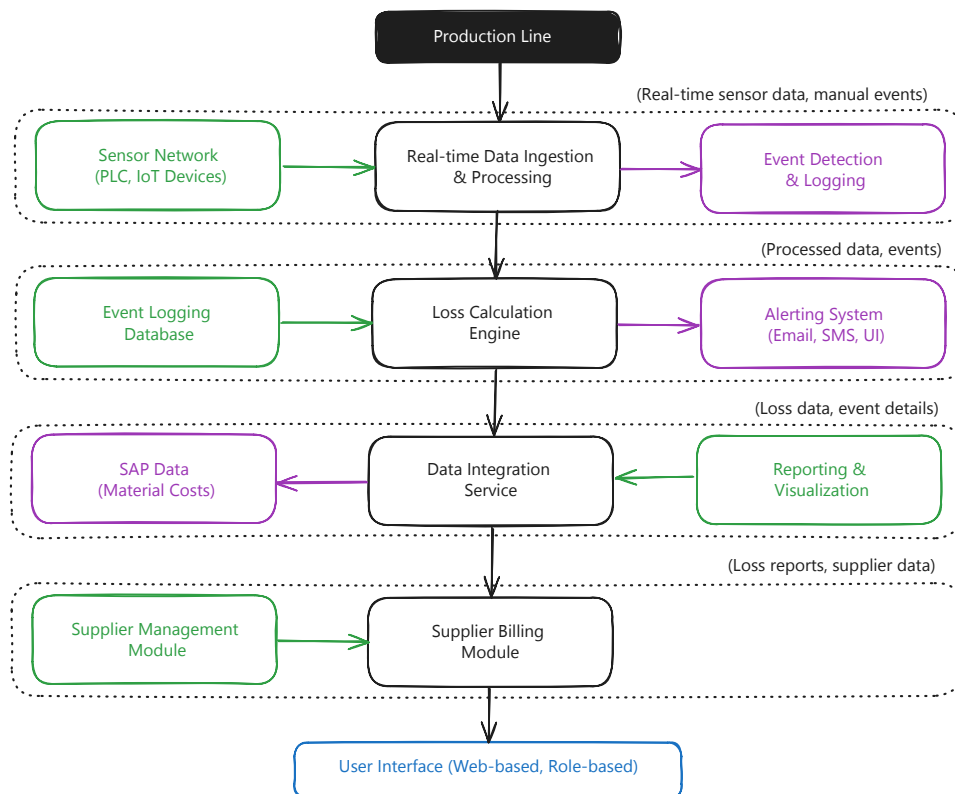 Production Line
(Real-time sensor data, manual events)
Sensor Network
(PLC, IoT Devices)
Real-time Data Ingestion
& Processing
Event Detection
& Logging
(Processed data, events)
Event Logging
Database
Loss Calculation
Engine
Alerting System
(Email, SMS, UI)
(Loss data, event details)
SAP Data
(Material Costs)
Data Integration
Service
Reporting &
Visualization
(Loss reports, supplier data)
Supplier Management
Module
Supplier Billing
Module
User Interface (Web-based, Role-based)